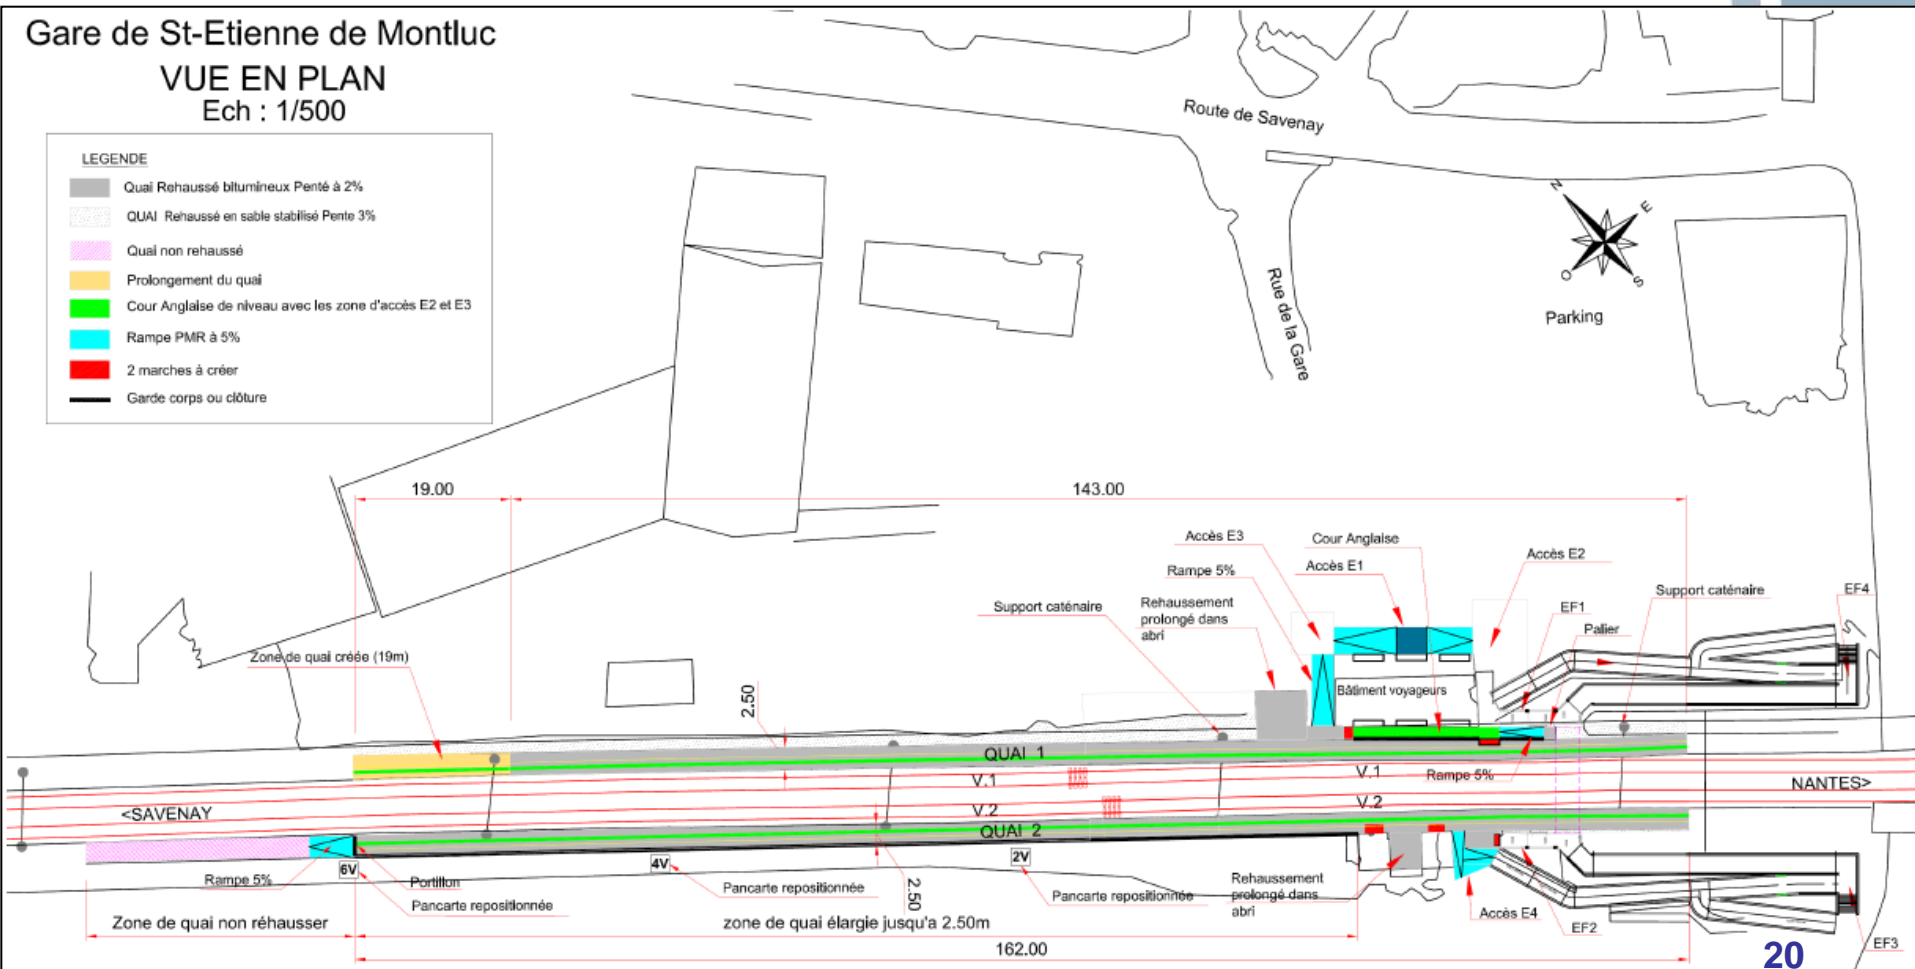 Gare de St-Etienne de Montluc
VUE EN PLAN
Ech : 1/500
LEGENDE
Quai Rehaussé bitumineux Penté à 2%
QUAI Rehaussé en sable stabilisé Pente 3%
Quai non rehaussé
Prolongement du quai
Cour Anglaise de niveau avec les zone d'accès E2 et E3
Rampe PMR à 5%
2 marches à créer
Garde corps ou clôture
Route de Savenay
Rue de la Gare
N
E
O
S
Parking
19.00
143.00
Accès E3
Cour Anglaise
Accès E1
Accès E2
Rampe 5%
Support caténaire
Rehaussement
prolongé dans
abri
Support caténaire
EF1
EF4
Palier
Zone de quai créée (19m)
2.50
Bâtiment voyageurs
QUAI 1
V.1
V.1
Rampe 5%
NANTES>
<SAVENAY
V.2
V.2
QUAI 2
6V
4V
2V
Rampe 5%
Portillon
Pancarte repositionnée
Pancarte repositionnée
Pancarte repositionnée
2.50
Rehaussement
prolongé dans
abri
Accès E4
EF2
EF3
Zone de quai non réhausser
zone de quai élargie jusqu'a 2.50m
162.00
20